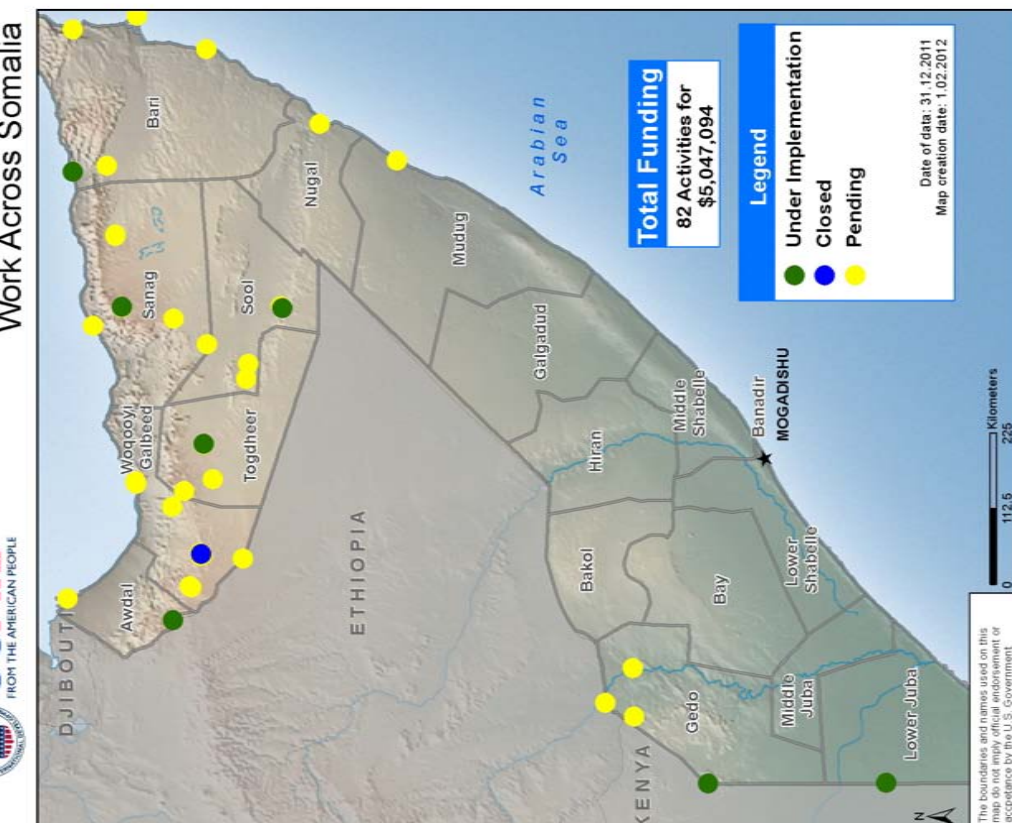 Work Across Somalia
FROM THE AMERICAN PEOPLE
DJIBOUTI
Awdal
Woqooyi
Galbeed
Togdheer
Sanag
Sool
Bari
Nugal
Mudug
Galgadud
Hiran
Middle
Shabelle
Banadir
MOGADISHU
Bakol
Bay
Lower
Shabelle
Gedo
Middle
Juba
Lower Juba
ETHIOPIA
KENYA
Arabian
Sea
Total Funding
82 Activities for
$5,047,094
Legend
Under Implementation
Closed
Pending
Date of data: 31.12.2011
Map creation date: 1.02.2012
Kilometers
0 112.5 225
N
The boundaries and names used on this
map do not imply official endorsement or
accpetance by the U.S. Government